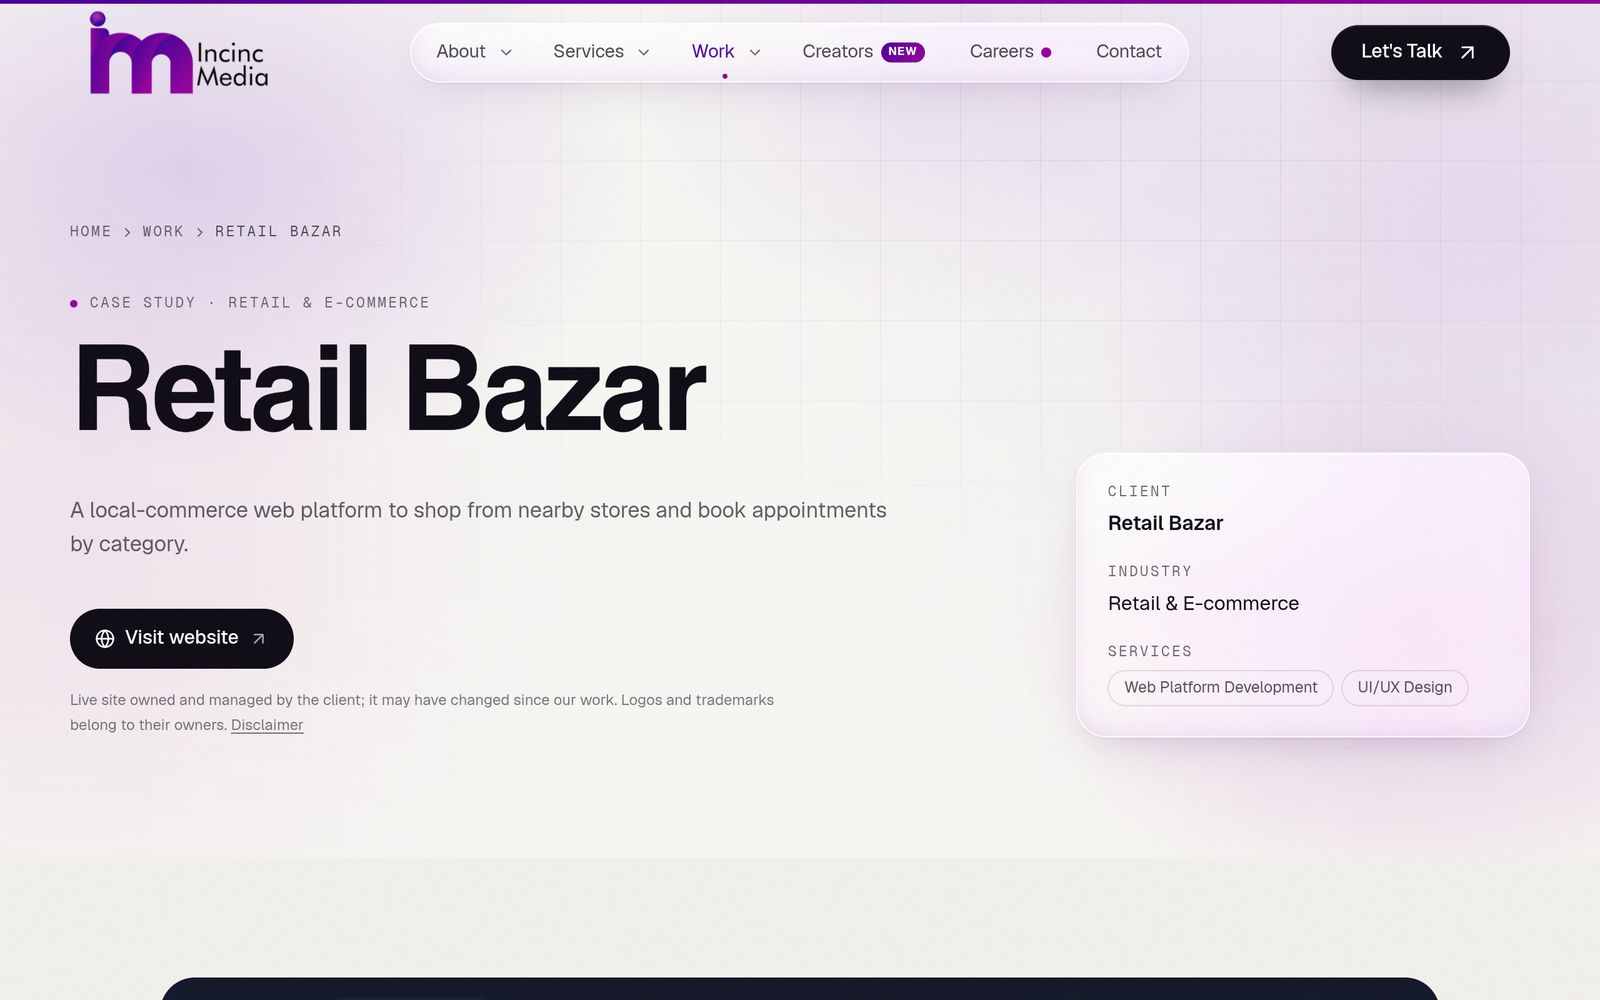 Incinc
Media
About
Services
Work
Creators NEW
Careers
Contact
Let's Talk
HOME > WORK > RETAIL BAZAR
CASE STUDY · RETAIL & E-COMMERCE
Retail Bazar
A local-commerce web platform to shop from nearby stores and book appointments
by category.
Visit website
Live site owned and managed by the client; it may have changed since our work. Logos and trademarks
belong to their owners. Disclaimer
CLIENT
Retail Bazar
INDUSTRY
Retail & E-commerce
SERVICES
Web Platform Development
UI/UX Design